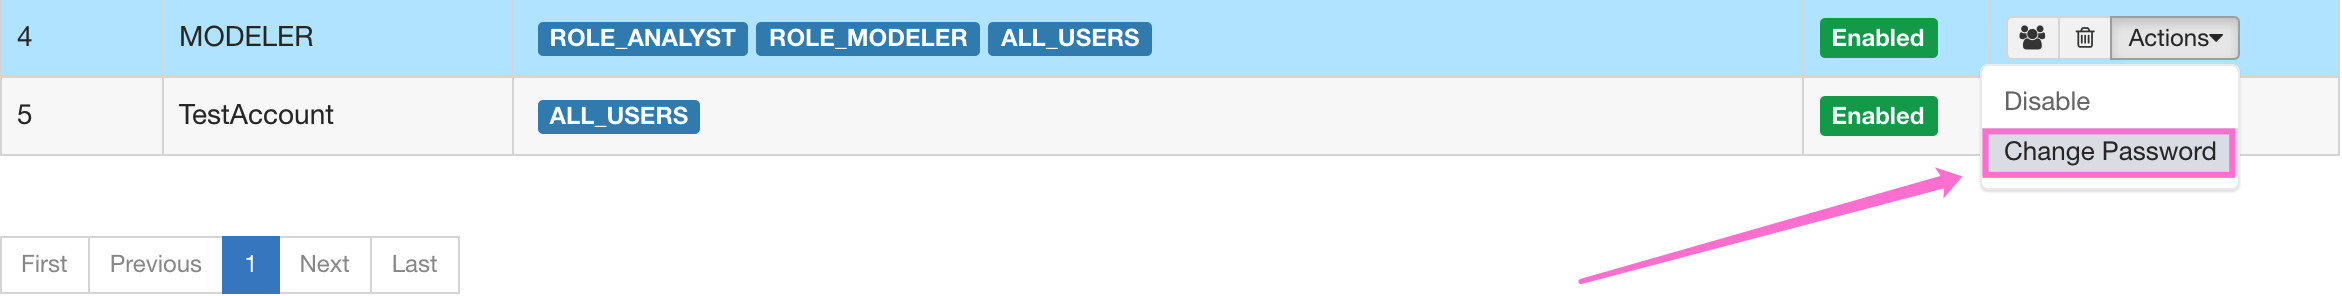 4 MODELER ROLE_ANALYST ROLE_MODELER ALL_USERS Enabled Actions
Disable
5 TestAccount ALL_USERS Enabled
Change Password
First Previous 1 Next Last